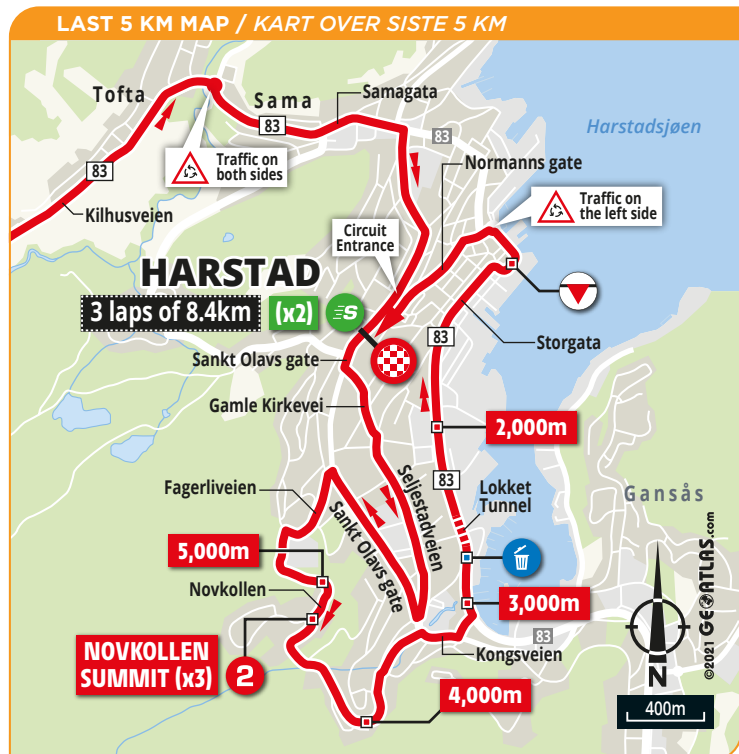 LAST 5 KM MAP / KART OVER SISTE 5 KM
Tofta
Sama
Samagata
83
83
83
Harstadsjøen
Traffic on
both sides
Normanns gate
Traffic on
the left side
Kilhusveien
Circuit
Entrance
HARSTAD
3 laps of 8.4km
(x2)
S
83
Storgata
Sankt Olavs gate
Gamle Kirkevei
2,000m
83
Fagerliveien
Seljestadveien
Sankt Olavs gate
Lokket
Tunnel
Gansås
5,000m
Novkollen
3,000m
NOVKOLLEN
SUMMIT (x3)
2
83
Kongsveien
4,000m
N
400m
©2021 GEOATLAS.com